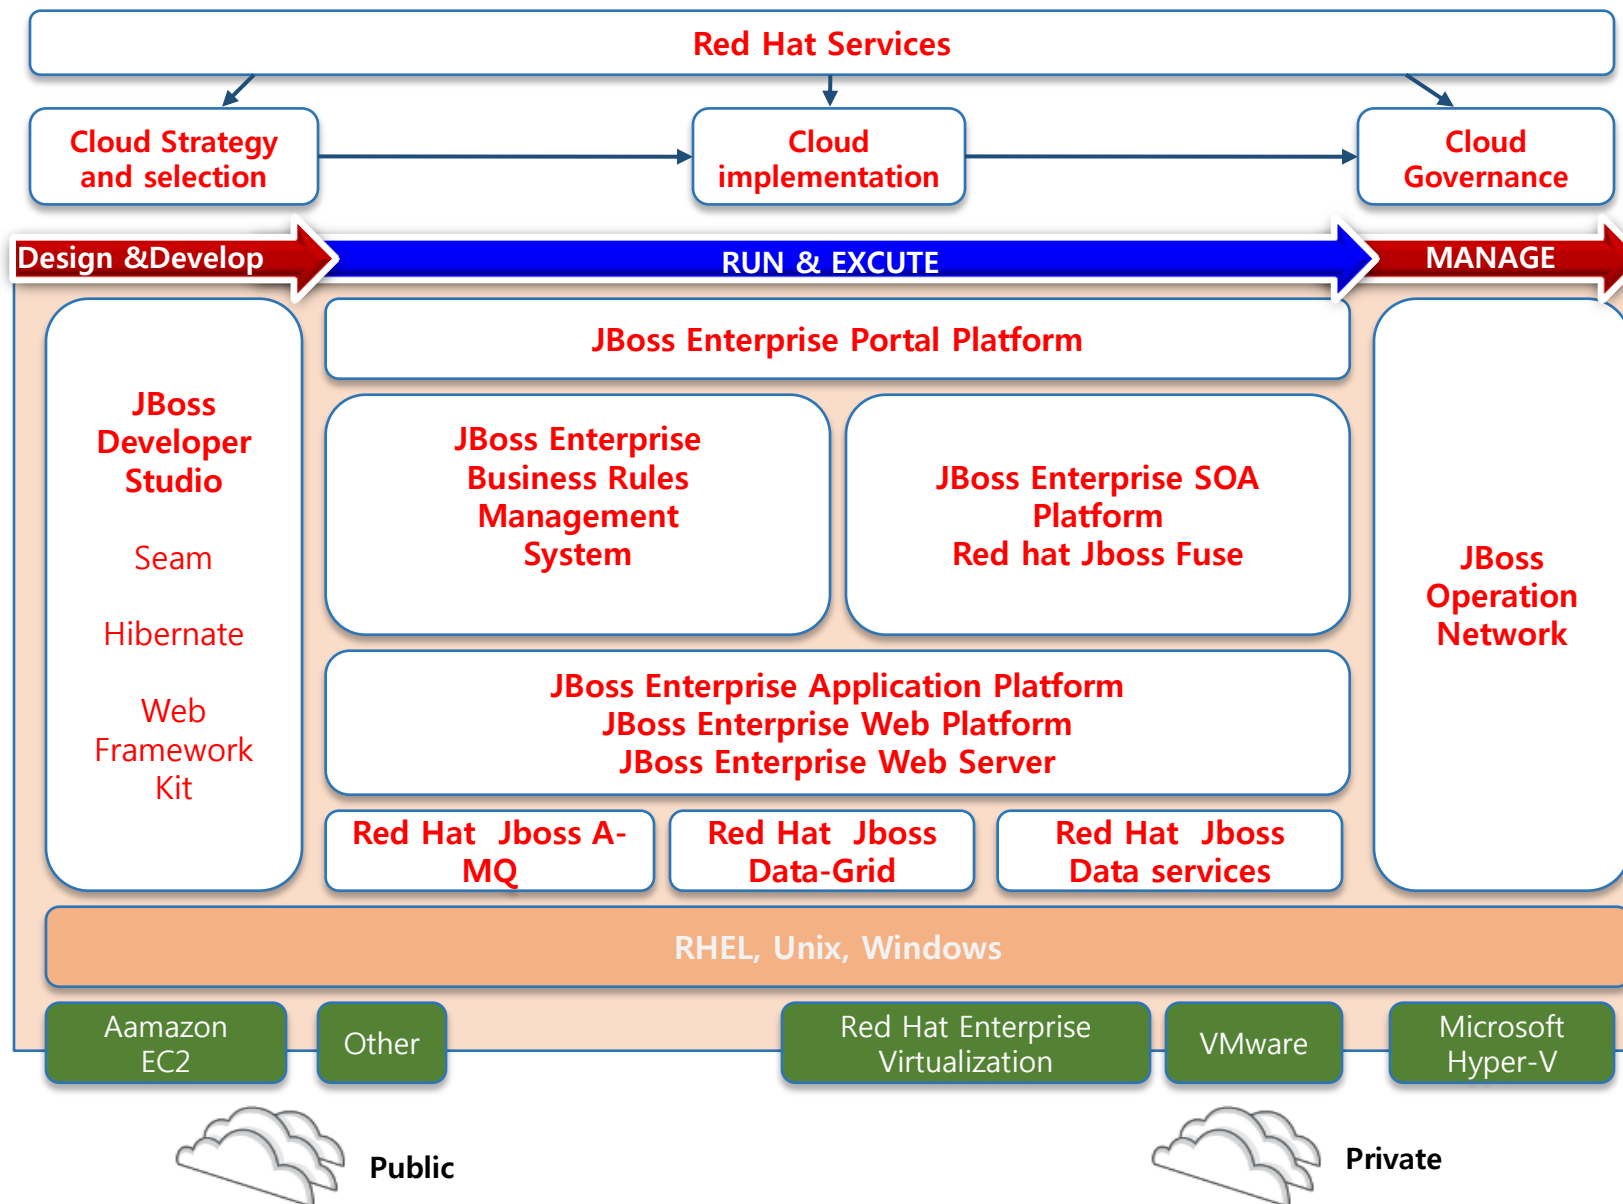 Red Hat Services
Cloud Strategy
and selection
Cloud
implementation
Cloud
Governance
Design &Develop
RUN & EXCUTE
MANAGE
JBoss
Developer
Studio
Seam
Hibernate
Web
Framework
Kit
JBoss Enterprise Portal Platform
JBoss Enterprise
Business Rules
Management
System
JBoss Enterprise SOA
Platform
Red hat Jboss Fuse
JBoss Enterprise Application Platform
JBoss Enterprise Web Platform
JBoss Enterprise Web Server
Red Hat  Jboss A-
MQ
Red Hat  Jboss
Data-Grid
Red Hat  Jboss
Data services
JBoss
Operation
Network
RHEL, Unix, Windows
Aamazon
EC2
Other
Red Hat Enterprise
Virtualization
VMware
Microsoft
Hyper-V
Public
Private